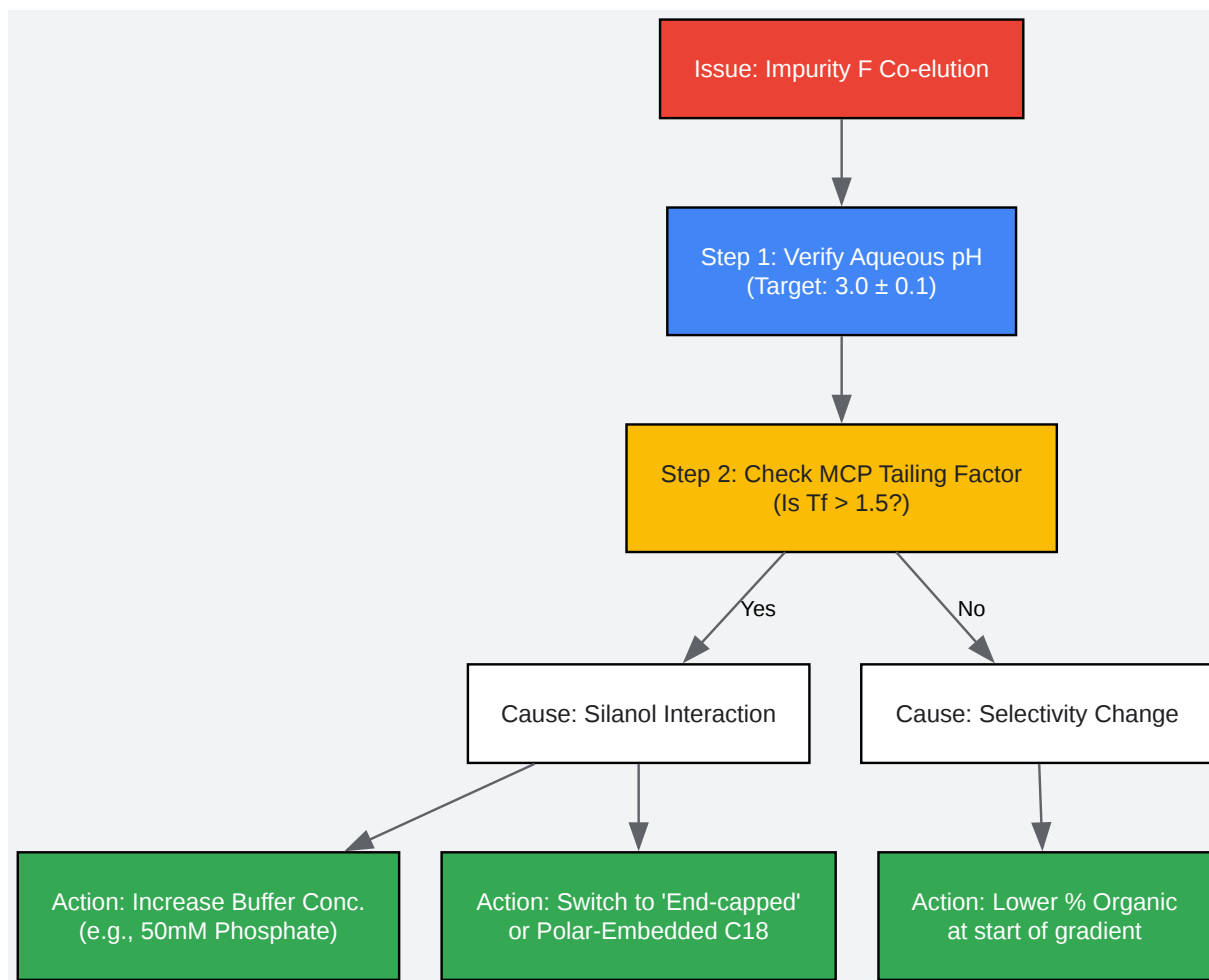 Issue: Impurity F Co-elution
Step 1: Verify Aqueous pH
(Target: 3.0 ± 0.1)
Step 2: Check MCP Tailing Factor
(Is Tf > 1.5?)
Yes
No
Cause: Silanol Interaction
Cause: Selectivity Change
Action: Increase Buffer Conc.
(e.g., 50mM Phosphate)
Action: Switch to 'End-capped'
or Polar-Embedded C18
Action: Lower % Organic
at start of gradient